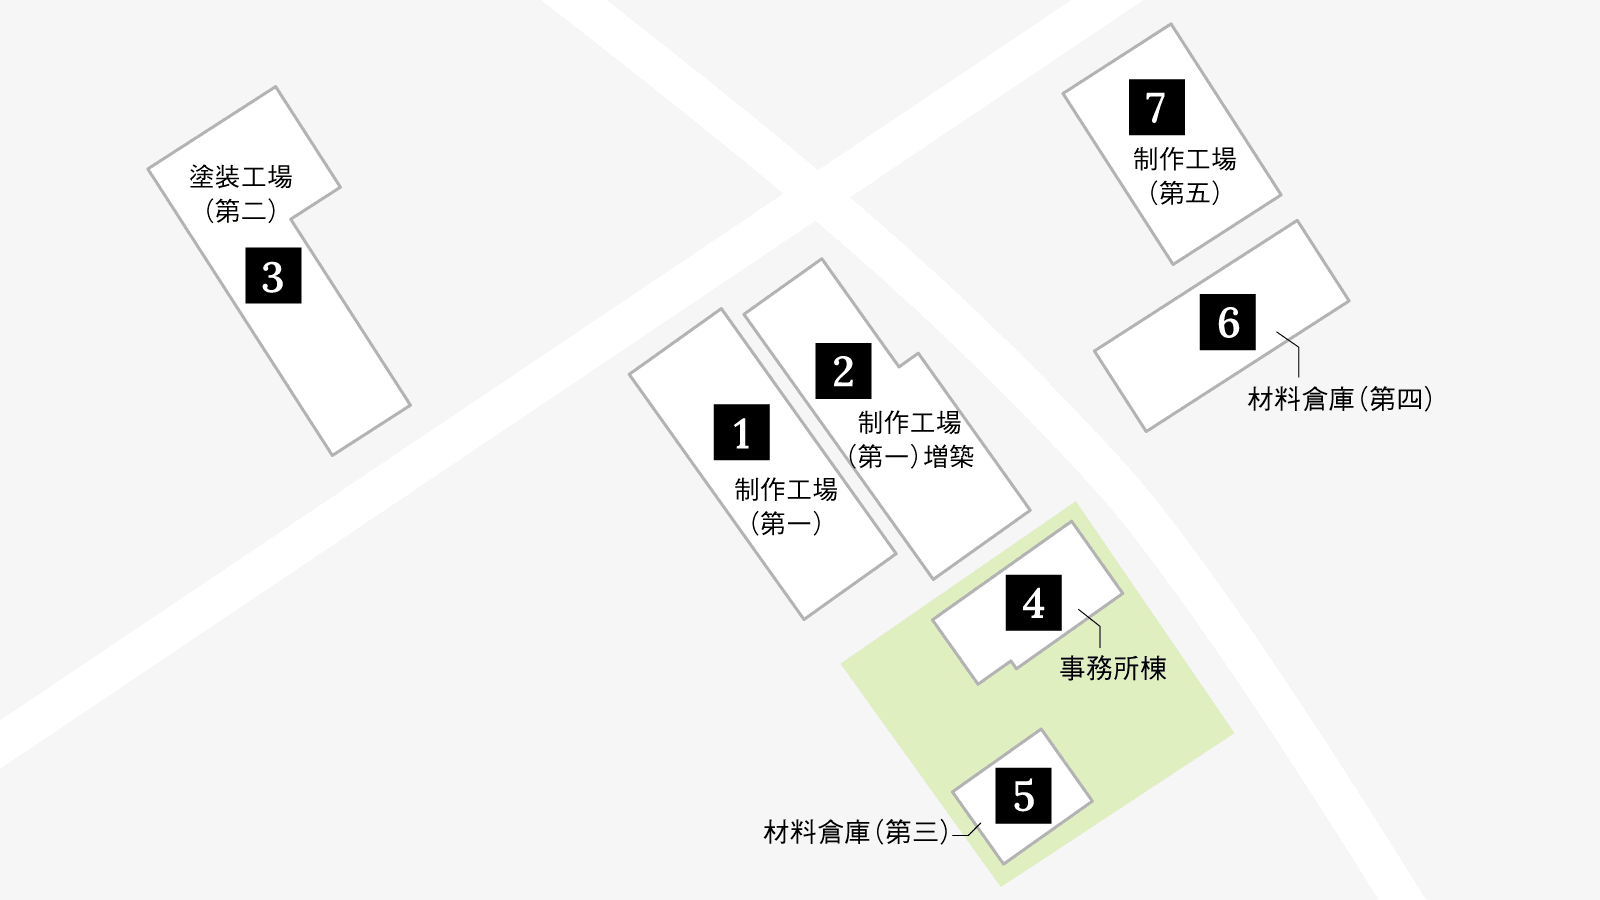 塗装工場
（第二）
3
7
制作工場
（第五）
6
材料倉庫（第四）
2
制作工場
（第一）増築
1
制作工場
（第一）
4
事務所棟
5
材料倉庫（第三）